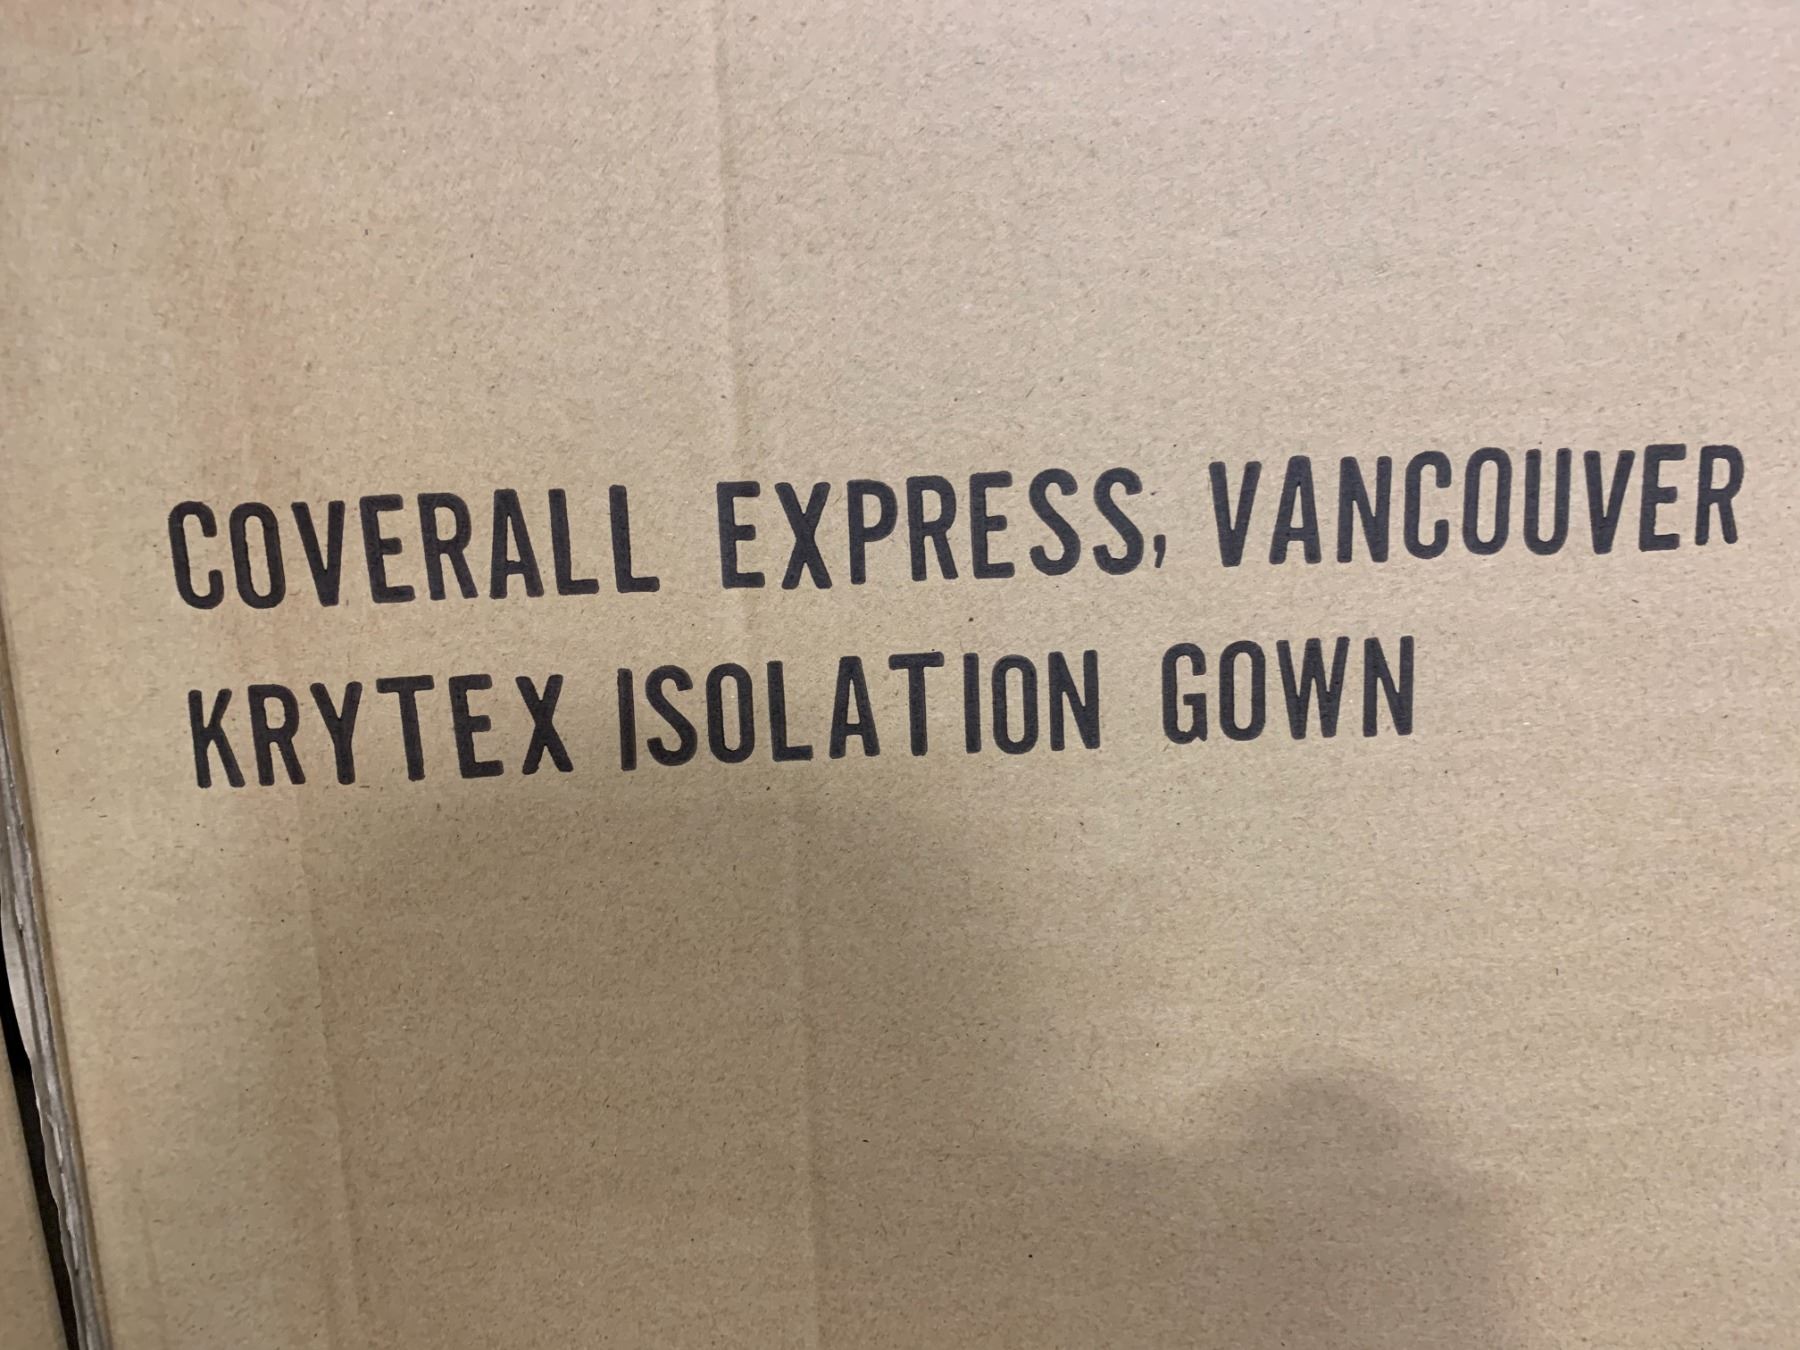 COVERALL EXPRESS, VANCOUVER
KRYTEX ISOLATION GOWN